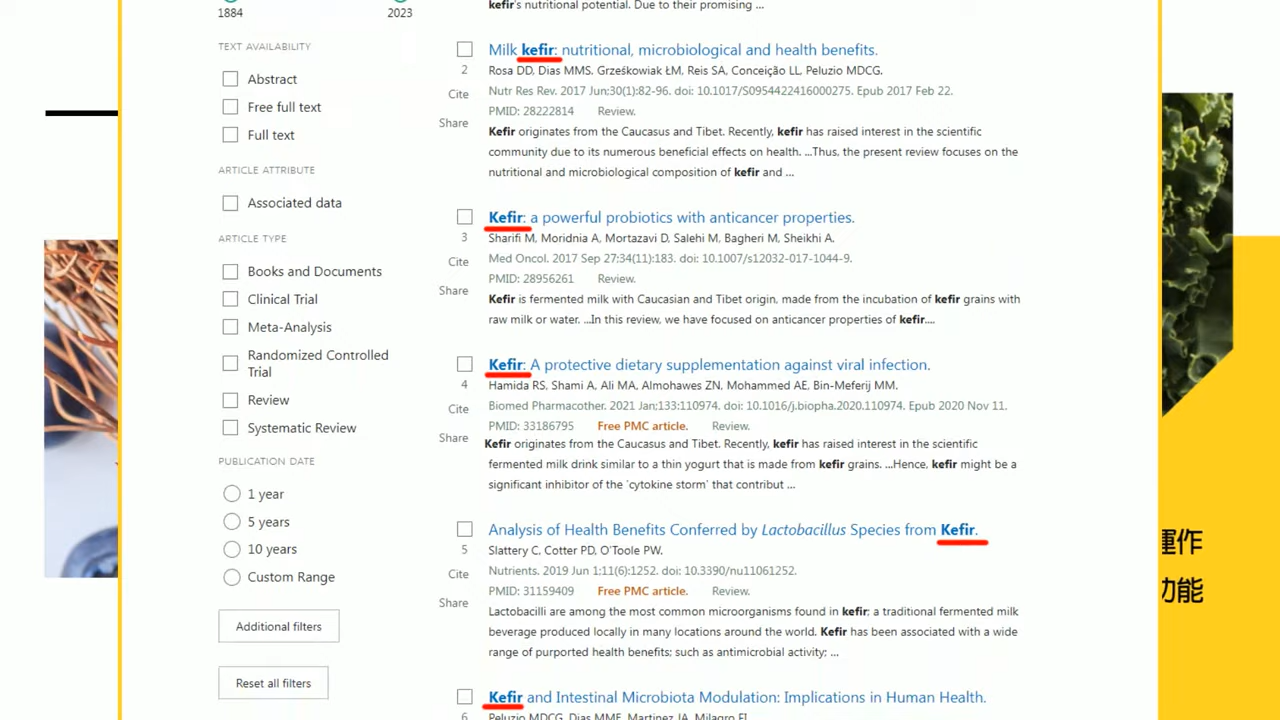 1884
2023
TEXT AVAILABILITY
Abstract
Free full text
Full text
ARTICLE ATTRIBUTE
Associated data
ARTICLE TYPE
Books and Documents
Clinical Trial
Meta-Analysis
Randomized Controlled
Trial
Review
Systematic Review
PUBLICATION DATE
1 year
5 years
10 years
Custom Range
Additional filters
Reset all filters
kefir's nutritional potential. Due to their promising ...
Milk kefir: nutritional, microbiological and health benefits.
2
Rosa DD, Dias MMS, Grześkowiak ŁM, Reis SA, Conceição LL, Peluzio MDCG.
Cite
Nutr Res Rev. 2017 Jun;30(1):82-96. doi: 10.1017/S0954422416000275. Epub 2017 Feb 22.
PMID: 28222814 Review.
Share
Kefir originates from the Caucasus and Tibet. Recently, kefir has raised interest in the scientific
community due to its numerous beneficial effects on health. ...Thus, the present review focuses on the
nutritional and microbiological composition of kefir and ...
Kefir: a powerful probiotics with anticancer properties.
3
Sharifi M, Moridnia A, Mortazavi D, Salehi M, Bagheri M, Sheikhi A.
Cite
Med Oncol. 2017 Sep 27;34(11):183. doi: 10.1007/s12032-017-1044-9.
PMID: 28956261 Review.
Share
Kefir is fermented milk with Caucasian and Tibet origin, made from the incubation of kefir grains with
raw milk or water. ...In this review, we have focused on anticancer properties of kefir....
Kefir: A protective dietary supplementation against viral infection.
4
Hamida RS, Shami A, Ali MA, Almohawes ZN, Mohammed AE, Bin-Meferij MM.
Cite
Biomed Pharmacother. 2021 Jan;133:110974. doi: 10.1016/j.biopha.2020.110974. Epub 2020 Nov 11.
PMID: 33186795 Free PMC article. Review.
Share
Kefir originates from the Caucasus and Tibet. Recently, kefir has raised interest in the scientific
fermented milk drink similar to a thin yogurt that is made from kefir grains. ...Hence, kefir might be a
significant inhibitor of the 'cytokine storm' that contribut ...
Analysis of Health Benefits Conferred by Lactobacillus Species from Kefir.
5
Slattery C, Cotter PD, O'Toole PW.
Cite
Nutrients. 2019 Jun 1;11(6):1252. doi: 10.3390/nu11061252.
PMID: 31159409 Free PMC article. Review.
Share
Lactobacilli are among the most common microorganisms found in kefir: a traditional fermented milk
beverage produced locally in many locations around the world. Kefir has been associated with a wide
range of purported health benefits; such as antimicrobial activity; ...
Kefir and Intestinal Microbiota Modulation: Implications in Human Health.
6
Peluzio MDCG, Dias MME, Martinez JA, Milagro FI.
運作
功能